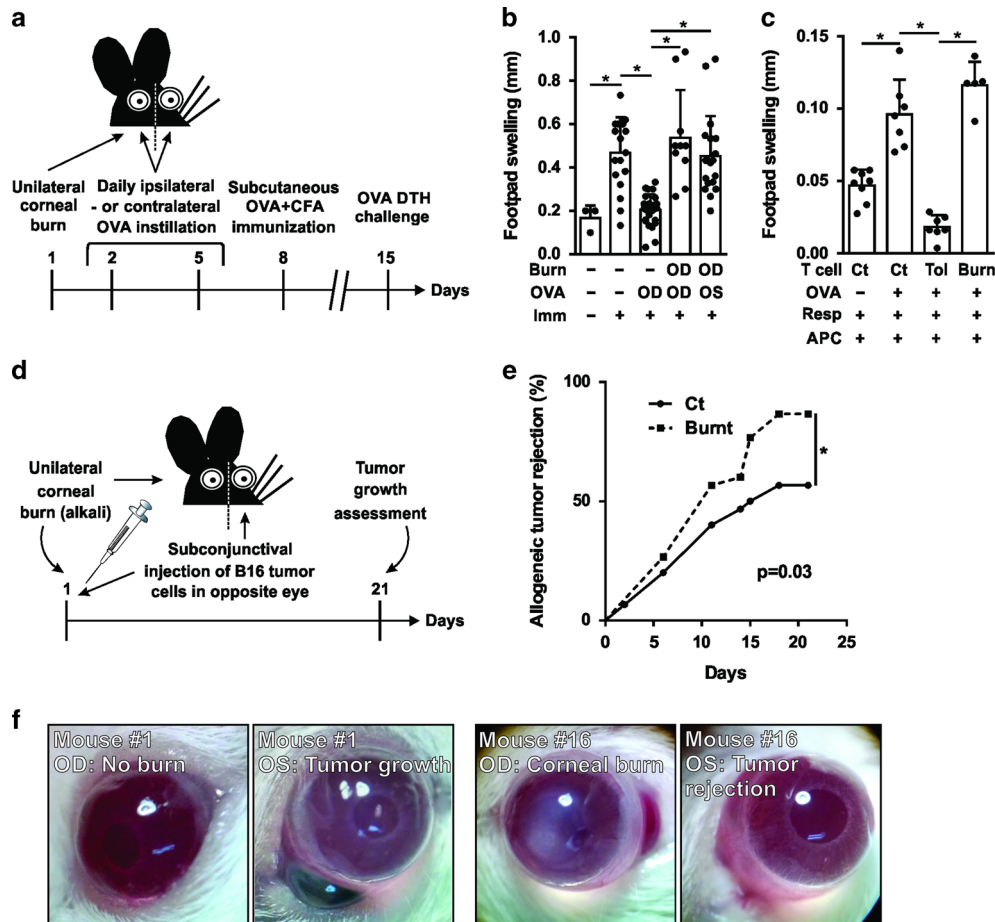 a
Unilateral
corneal
burn
Daily ipsilateral
- or contralateral
OVA instillation
Subcutaneous
OVA+CFA
immunization
OVA DTH
challenge
1
2
5
8
15
Days
b
Footpad swelling (mm)
1.0
0.8
0.6
0.4
0.2
0.0
* * * * *
Burn – – – OD OD
OVA – – OD OD OS
Imm – + + + +
c
Footpad swelling (mm)
0.15
0.10
0.05
0.00
* * *
T cell Ct Ct Tol Burn
OVA – + + +
Resp + + + +
APC + + + +
d
Unilateral
corneal
burn (alkali)
Subconjunctival
injection of B16 tumor
cells in opposite eye
Tumor
growth
assessment
1
21
Days
e
Allogeneic tumor rejection (%)
100
50
0
Ct
Burnt
*
p=0.03
0 5 10 15 20 25
Days
f
Mouse #1
OD: No burn
Mouse #1
OS: Tumor growth
Mouse #16
OD: Corneal burn
Mouse #16
OS: Tumor
rejection